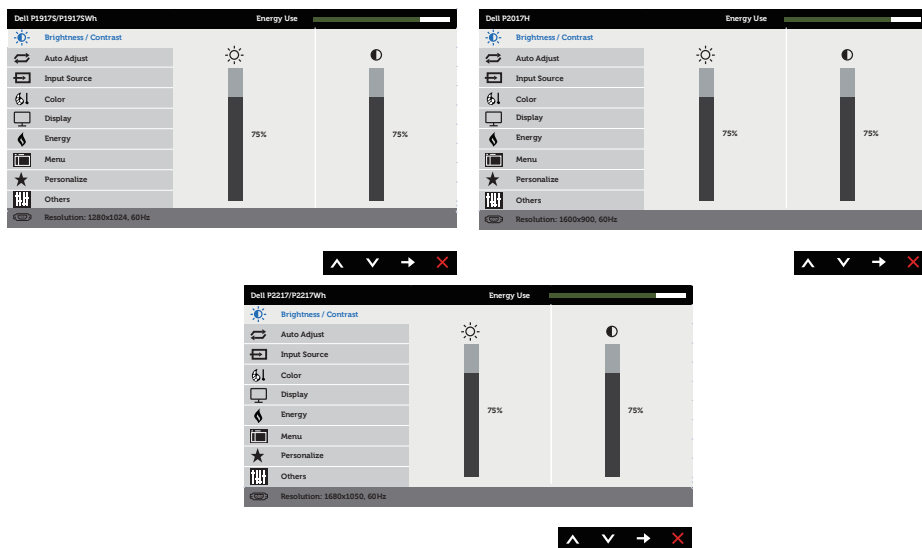 Dell P1917S/P1917SWh Energy Use
Brightness / Contrast
Auto Adjust
Input Source
Color
Display
75% 75%
Energy
Menu
Personalize
Others
Resolution: 1280x1024, 60Hz
Dell P2017H Energy Use
Brightness / Contrast
Auto Adjust
Input Source
Color
Display
75% 75%
Energy
Menu
Personalize
Others
Resolution: 1600x900, 60Hz
Dell P2217/P2217Wh Energy Use
Brightness / Contrast
Auto Adjust
Input Source
Color
Display
75% 75%
Energy
Menu
Personalize
Others
Resolution: 1680x1050, 60Hz